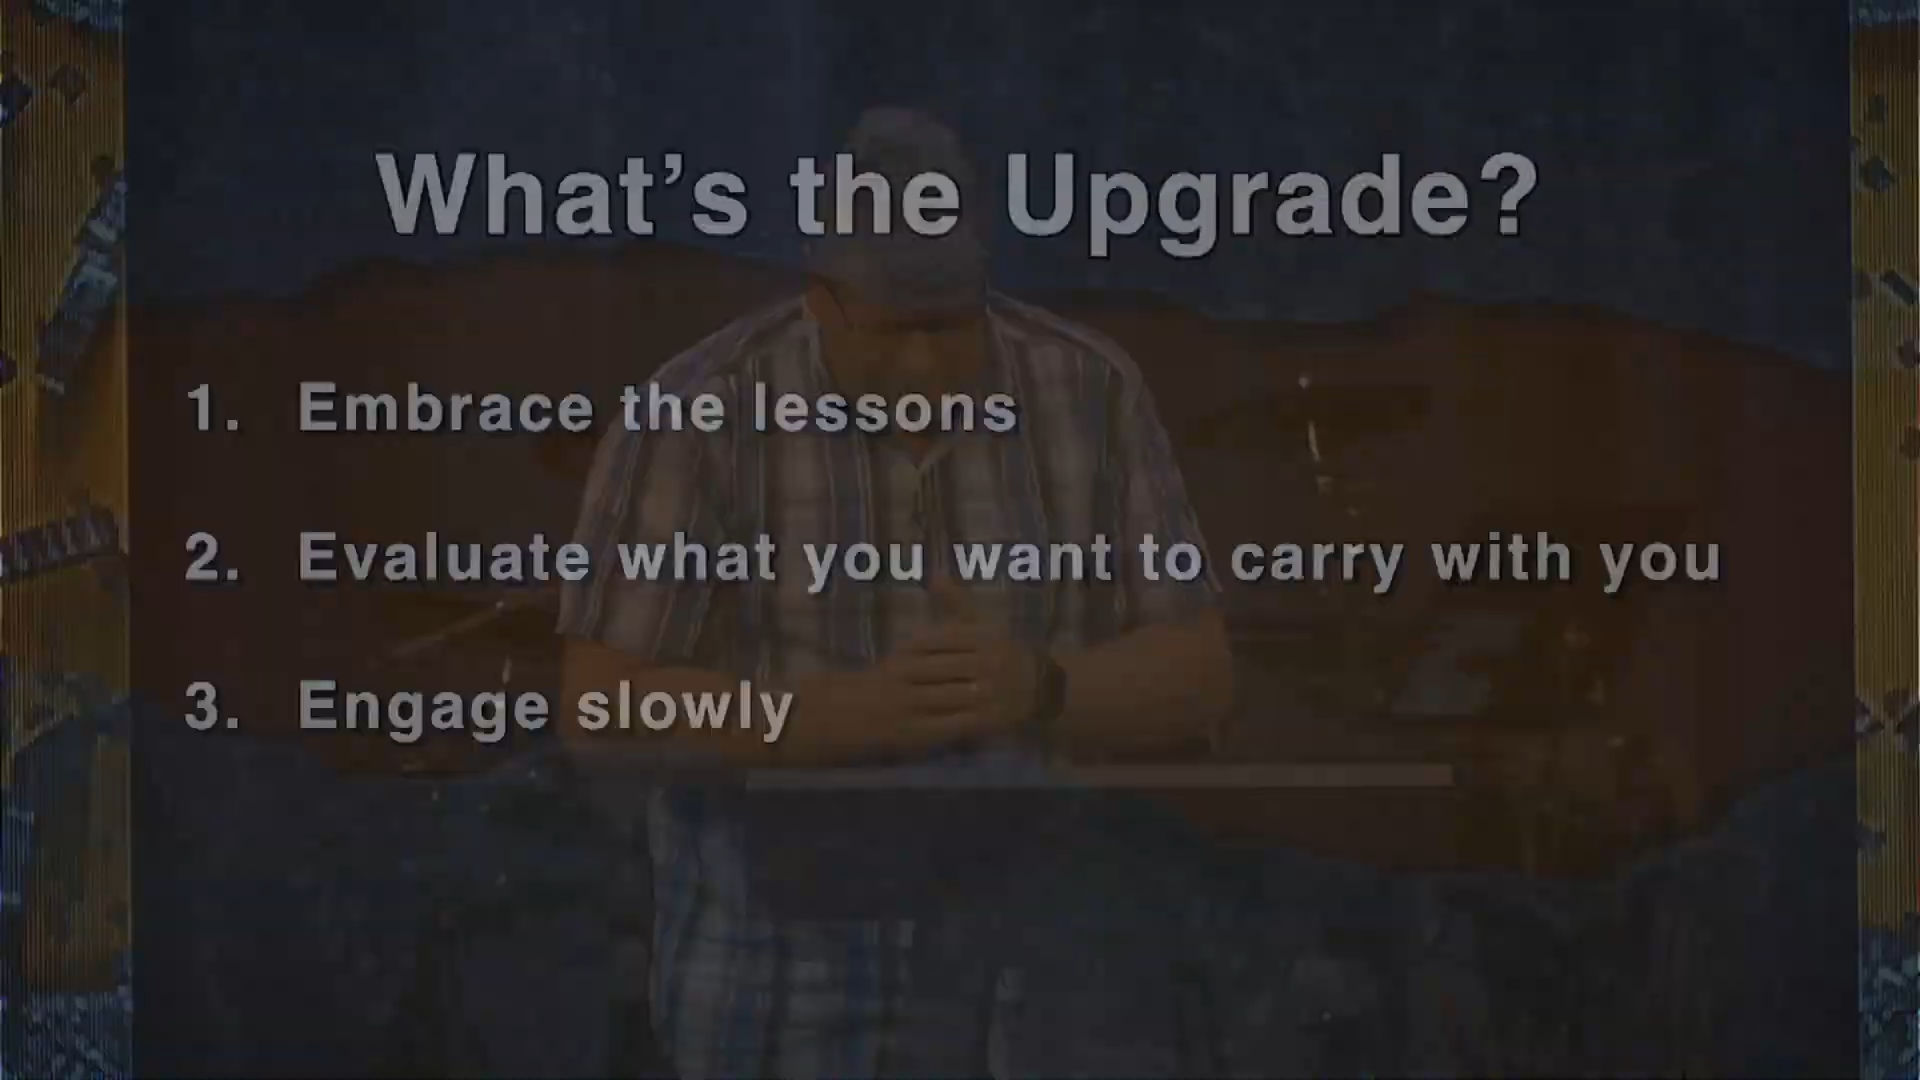 What's the Upgrade?
1. Embrace the lessons
2. Evaluate what you want to carry with you
3. Engage slowly